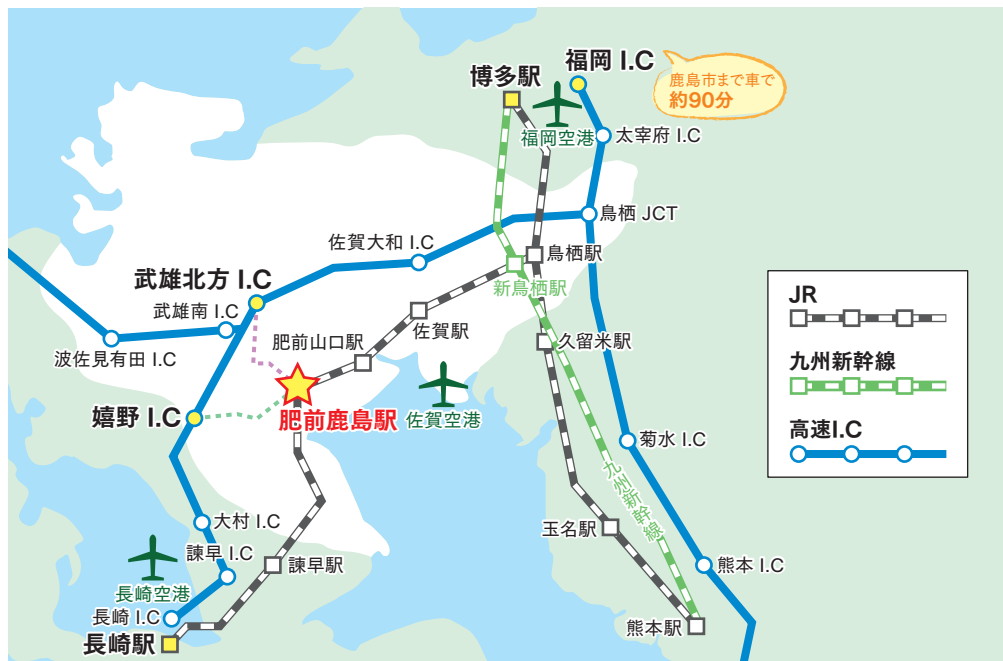 福岡 I.C
博多駅
鹿島市まで車で
約90分
福岡空港
太宰府 I.C
鳥栖 JCT
佐賀大和 I.C
鳥栖駅
武雄北方 I.C
新鳥栖駅
武雄南 I.C
佐賀駅
肥前山口駅
久留米駅
波佐見有田 I.C
肥前鹿島駅
佐賀空港
嬉野 I.C
菊水 I.C
九州新幹線
大村 I.C
玉名駅
諫早 I.C
諫早駅
熊本 I.C
長崎空港
長崎 I.C
熊本駅
長崎駅
JR
九州新幹線
高速I.C